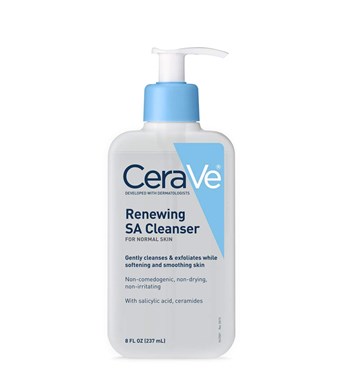 CeraVe®
DEVELOPED WITH DERMATOLOGISTS
Renewing
SA Cleanser
FOR NORMAL SKIN
Gently cleanses & exfoliates while
softening and smoothing skin
Non-comedogenic, non-drying,
non-irritating
With salicylic acid, ceramides
8 FL OZ (237 mL)